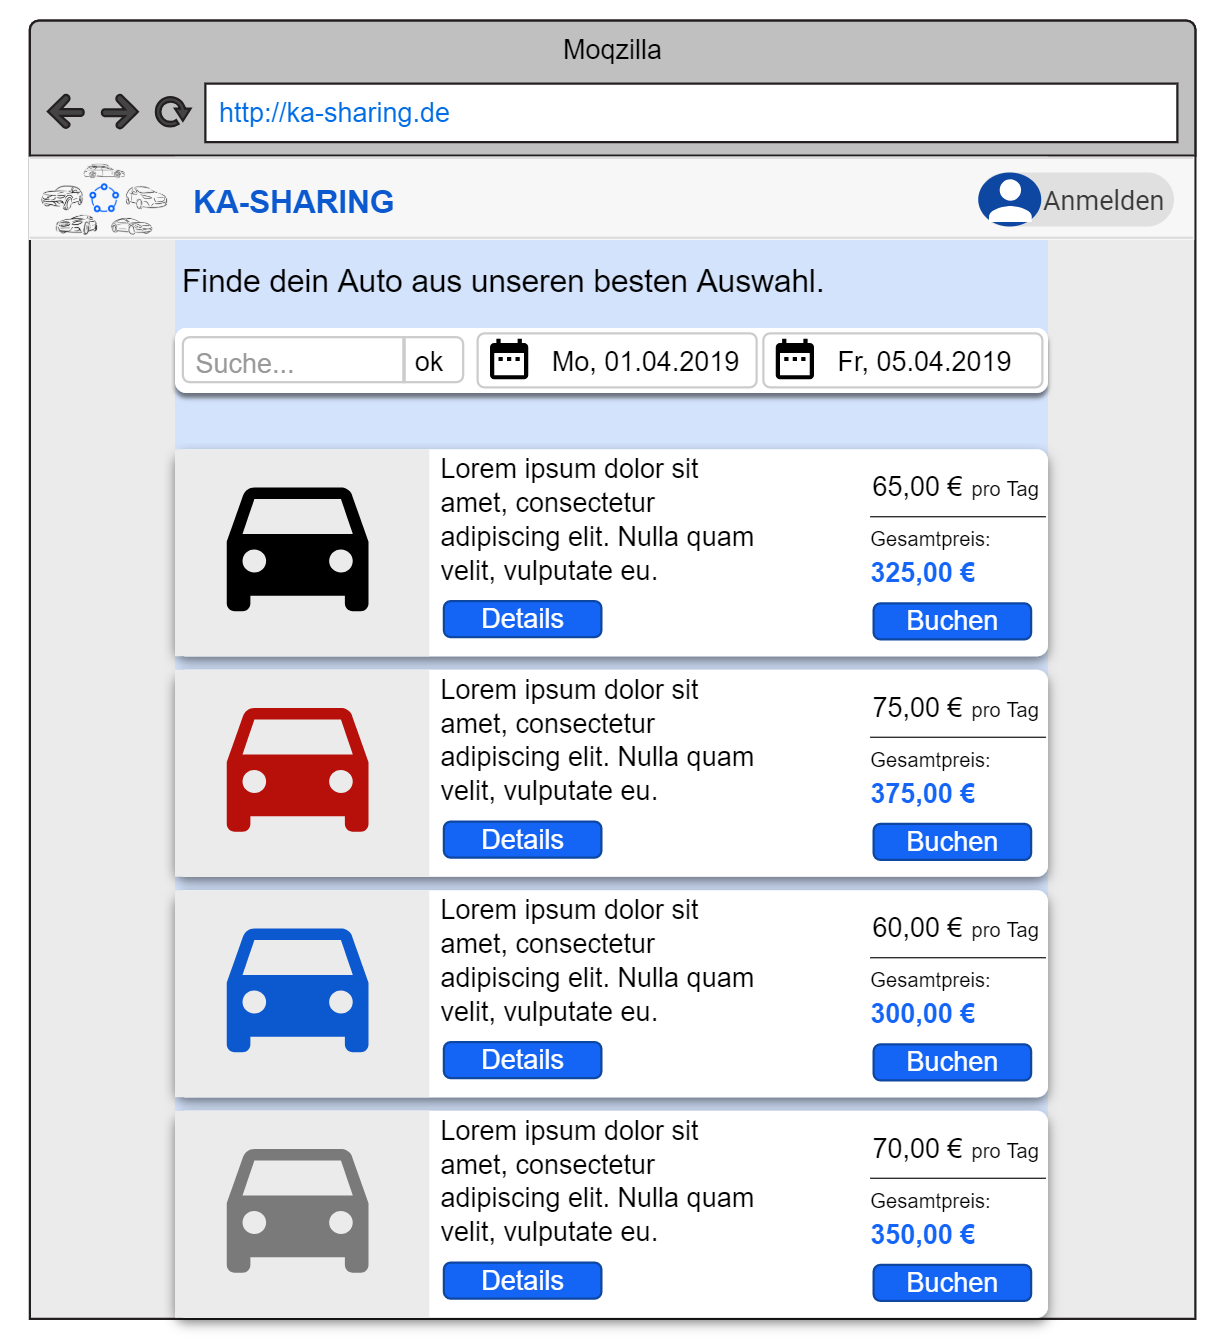 Moqzilla
http://ka-sharing.de
KA-SHARING
Anmelden
Finde dein Auto aus unseren besten Auswahl.
Suche... ok Mo, 01.04.2019 Fr, 05.04.2019
Lorem ipsum dolor sit
amet, consectetur
adipiscing elit. Nulla quam
velit, vulputate eu.
Details
65,00 € pro Tag
Gesamtpreis:
325,00 €
Buchen
Lorem ipsum dolor sit
amet, consectetur
adipiscing elit. Nulla quam
velit, vulputate eu.
Details
75,00 € pro Tag
Gesamtpreis:
375,00 €
Buchen
Lorem ipsum dolor sit
amet, consectetur
adipiscing elit. Nulla quam
velit, vulputate eu.
Details
60,00 € pro Tag
Gesamtpreis:
300,00 €
Buchen
Lorem ipsum dolor sit
amet, consectetur
adipiscing elit. Nulla quam
velit, vulputate eu.
Details
70,00 € pro Tag
Gesamtpreis:
350,00 €
Buchen